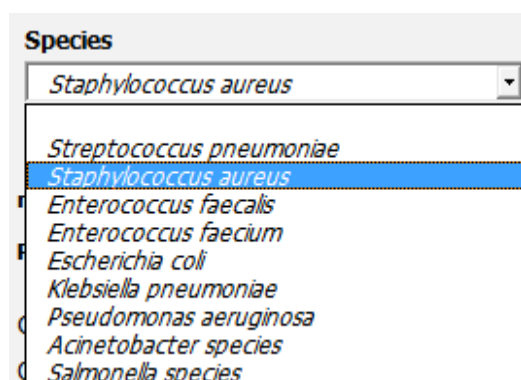 Species
Staphylococcus aureus
Streptococcus pneumoniae
Staphylococcus aureus
Enterococcus faecalis
Enterococcus faecium
Escherichia coli
Klebsiella pneumoniae
Pseudomonas aeruginosa
Acinetobacter species
Salmonella species